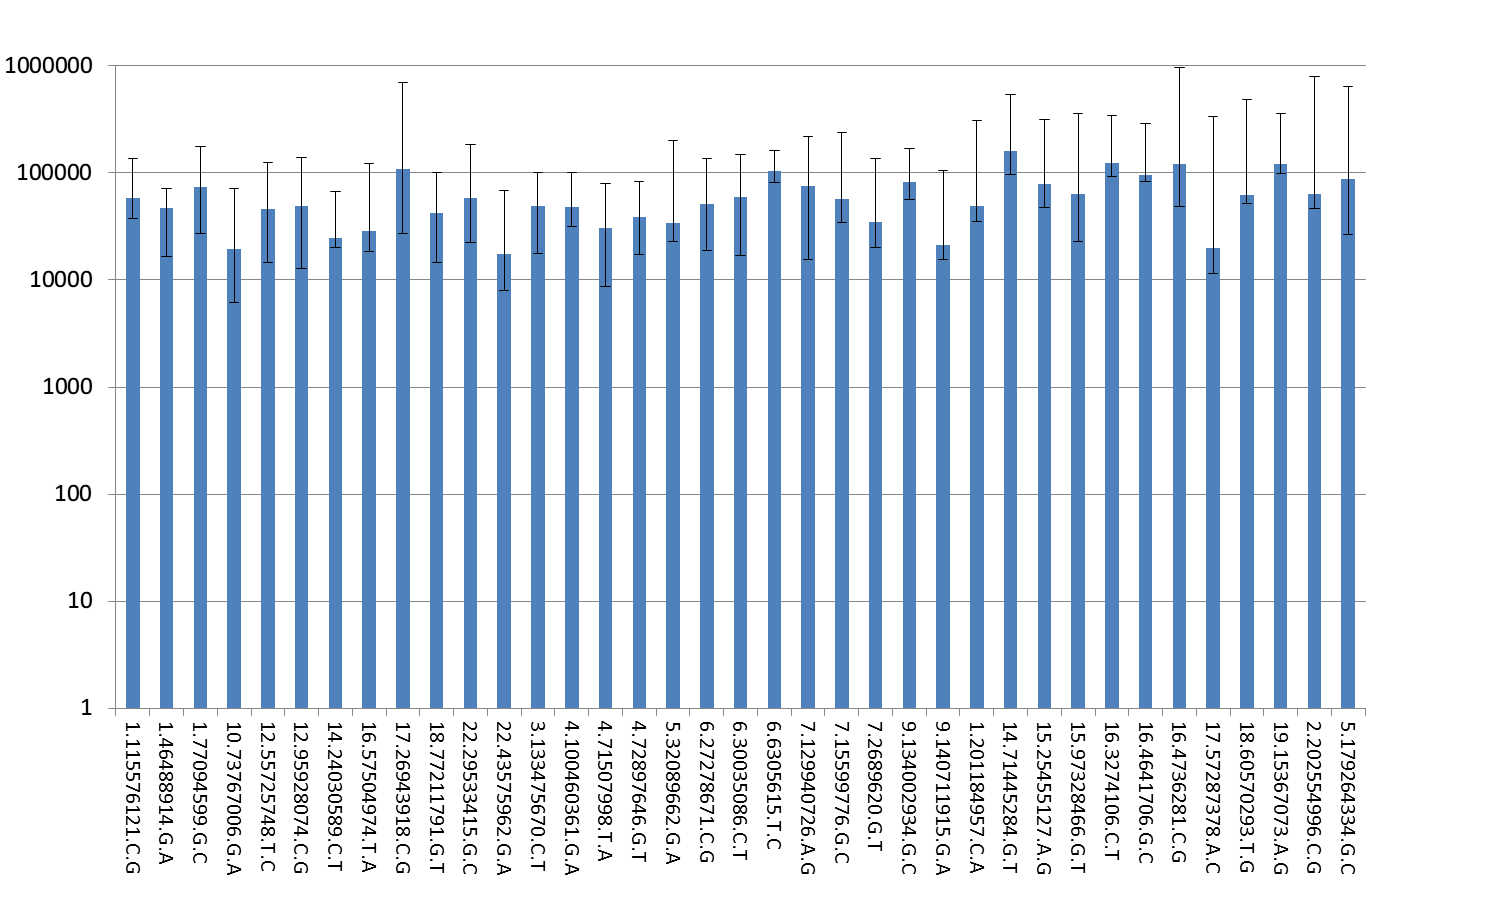 1000000
100000
10000
1000
100
10
1
1.11576121.C.G
1.46488914.G.A
1.77094599.G.C
10.73767006.G.A
12.55725748.T.C
12.95928074.C.G
14.24030589.C.T
16.57504974.T.A
17.26943918.C.G
18.77211791.G.T
22.29533415.G.C
22.43575962.G.A
3.133475670.C.T
4.100460361.G.A
4.71507998.T.A
4.72897646.G.T
5.32089662.G.A
6.27278671.C.G
6.30035086.C.T
6.6305615.T.C
7.129940726.A.G
7.15599776.G.C
7.2689620.G.T
9.134002934.G.C
9.140711915.G.A
1.201184957.C.A
14.71445284.G.T
15.25455127.A.G
15.97328466.G.T
16.3274106.C.T
16.4641706.G.C
16.4736281.C.G
17.57287378.A.C
18.60570293.T.G
19.15367073.A.G
2.20254996.C.G
5.179264334.G.C